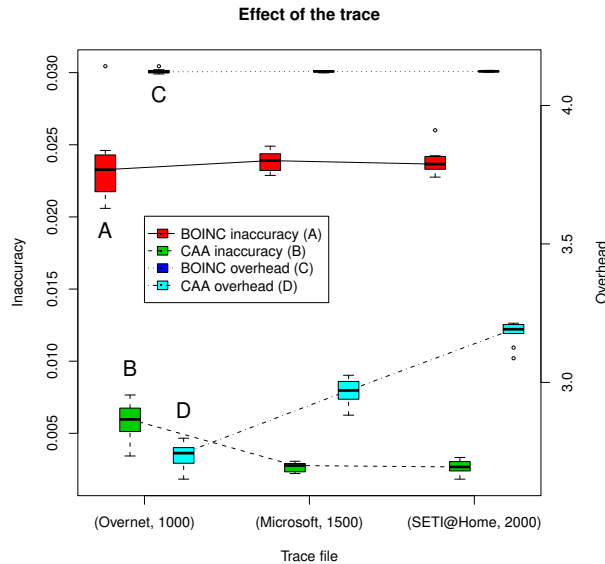 Effect of the trace
0.030
0.025
0.020
0.015
0.010
0.005
Inaccuracy
4.0
3.5
3.0
Overhead
C
A
BOINC inaccuracy (A)
CAA inaccuracy (B)
BOINC overhead (C)
CAA overhead (D)
B
D
(Overnet, 1000)
(Microsoft, 1500)
(SETI@Home, 2000)
Trace file